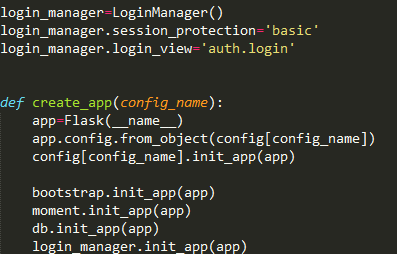 login_manager=LoginManager()
login_manager.session_protection='basic'
login_manager.login_view='auth.login'
def create_app(config_name):
    app=Flask(__name__)
    app.config.from_object(config[config_name])
    config[config_name].init_app(app)
    bootstrap.init_app(app)
    moment.init_app(app)
    db.init_app(app)
    login_manager.init_app(app)